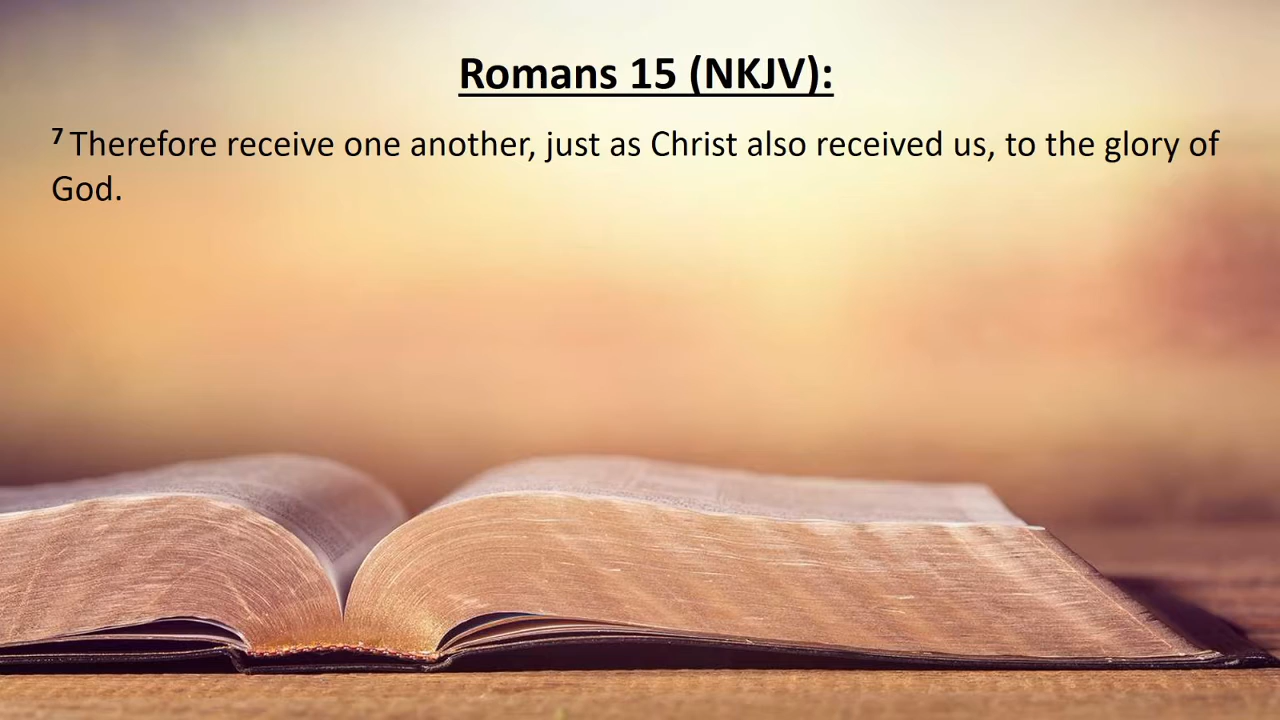 Romans 15 (NKJV):
7 Therefore receive one another, just as Christ also received us, to the glory of
God.